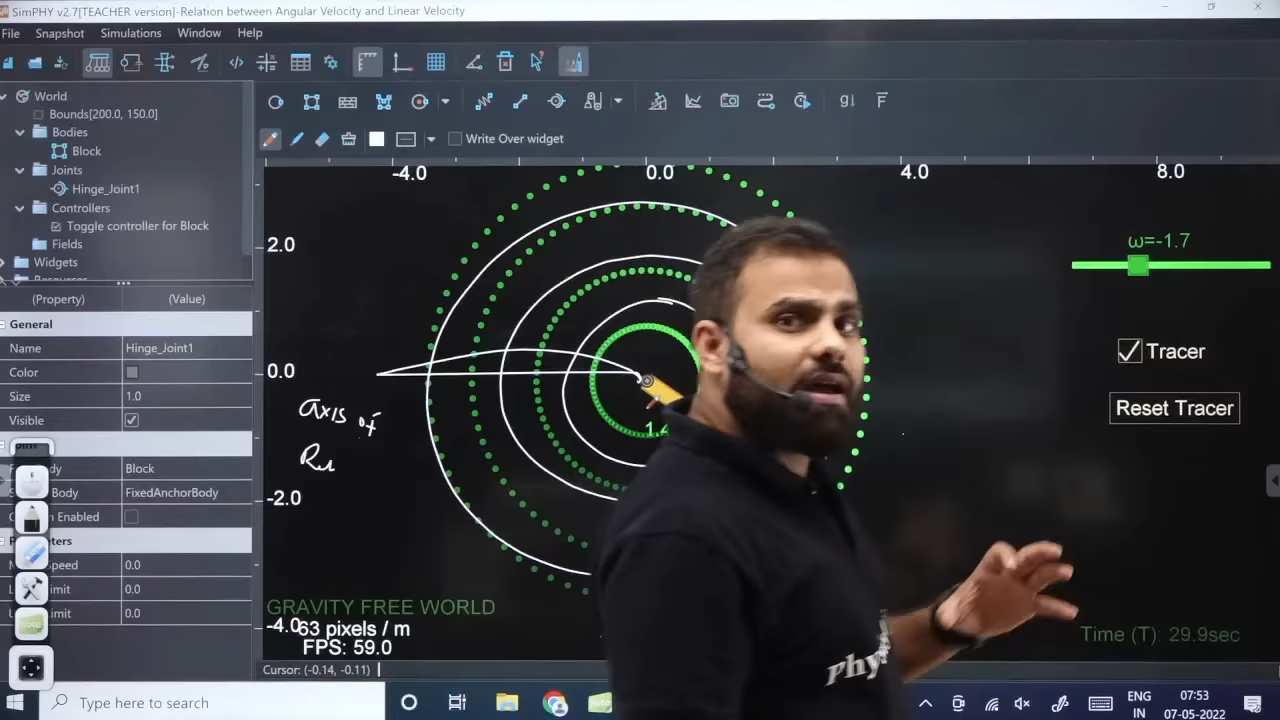 SimPHY v2.7[TEACHER version]-Relation between Angular Velocity and Linear Velocity
File Snapshot Simulations Window Help
World
Bounds[200.0, 150.0]
Bodies
Block
Joints
Hinge_Joint1
Controllers
Toggle controller for Block
Fields
Widgets
Write Over widget
(Property) (Value)
General
Name Hinge_Joint1
Color
Size 1.0
Visible
Block
Body FixedAnchorBody
Enabled
0.0
0.0
0.0
-4.0 0.0 4.0 8.0
2.0
0.0
-2.0
-4.0
axis of
1.4
ω=-1.7
Tracer
Reset Tracer
GRAVITY FREE WORLD
63 pixels / m
FPS: 59.0
Time (T): 29.9sec
Cursor: (-0.14, -0.11)
Type here to search
ENG
IN
07:53
07-05-2022